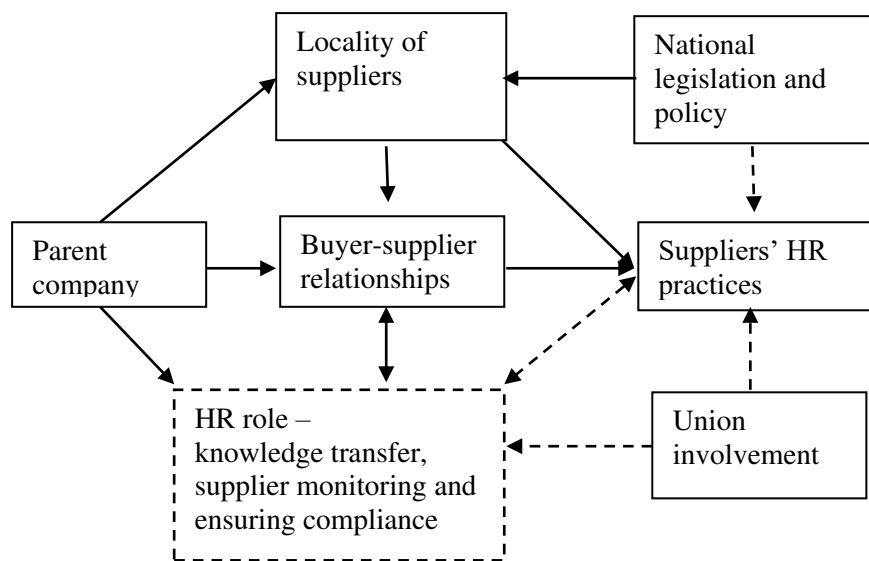 Locality of
suppliers
National
legislation and
policy
Parent
company
Buyer-supplier
relationships
Suppliers’ HR
practices
HR role –
knowledge transfer,
supplier monitoring and
ensuring compliance
Union
involvement